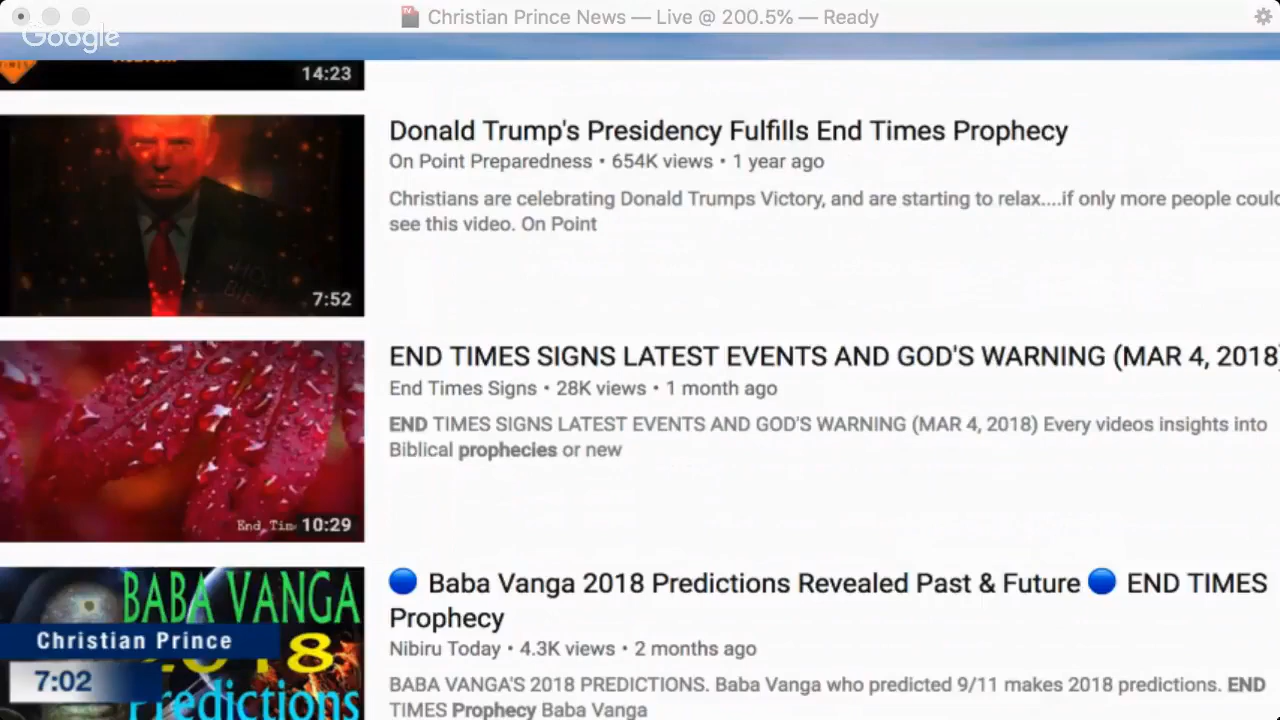 Christian Prince News — Live @ 200.5% — Ready
Google
14:23
Donald Trump's Presidency Fulfills End Times Prophecy
On Point Preparedness • 654K views • 1 year ago
Christians are celebrating Donald Trumps Victory, and are starting to relax....if only more people could
see this video. On Point
7:52
END TIMES SIGNS LATEST EVENTS AND GOD'S WARNING (MAR 4, 2018)
End Times Signs • 28K views • 1 month ago
END TIMES SIGNS LATEST EVENTS AND GOD'S WARNING (MAR 4, 2018) Every videos insights into
Biblical prophecies or new
End Tim 10:29
🔵 Baba Vanga 2018 Predictions Revealed Past & Future 🔵 END TIMES
Prophecy
Nibiru Today • 4.3K views • 2 months ago
BABA VANGA'S 2018 PREDICTIONS. Baba Vanga who predicted 9/11 makes 2018 predictions. END
TIMES Prophecy Baba Vanga
BABA VANGA
Christian Prince
7:02
Predictions